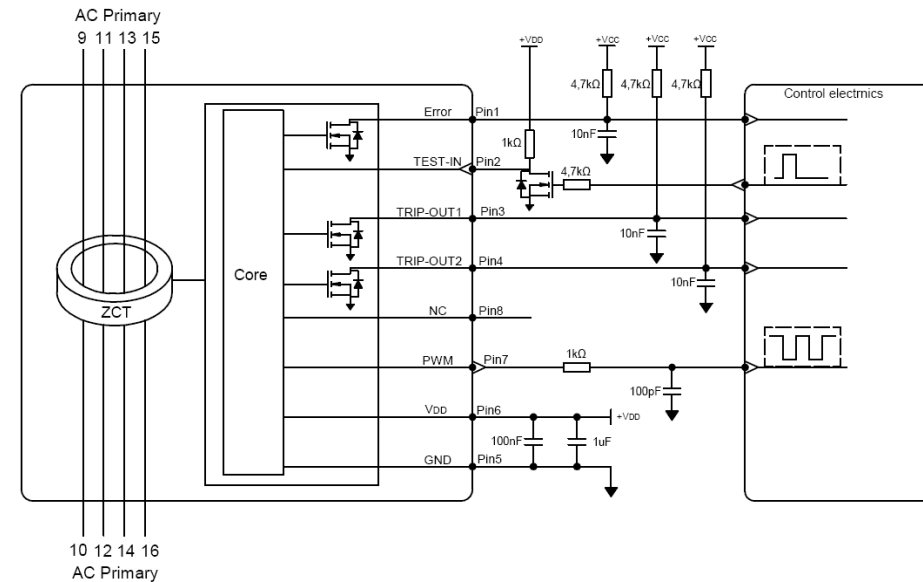 AC Primary
9 11 13 15
+VDD
+VCC
+VCC
+VCC
4,7kΩ
4,7kΩ
4,7kΩ
Control electrnics
Error
Pin1
1kΩ
10nF
TEST-IN
Pin2
4,7kΩ
TRIP-OUT1
Pin3
10nF
TRIP-OUT2
Pin4
10nF
Core
ZCT
NC
Pin8
PWM
Pin7
1kΩ
100pF
VDD
Pin6
+VDD
100nF
1uF
GND
Pin5
10 12 14 16
AC Primary